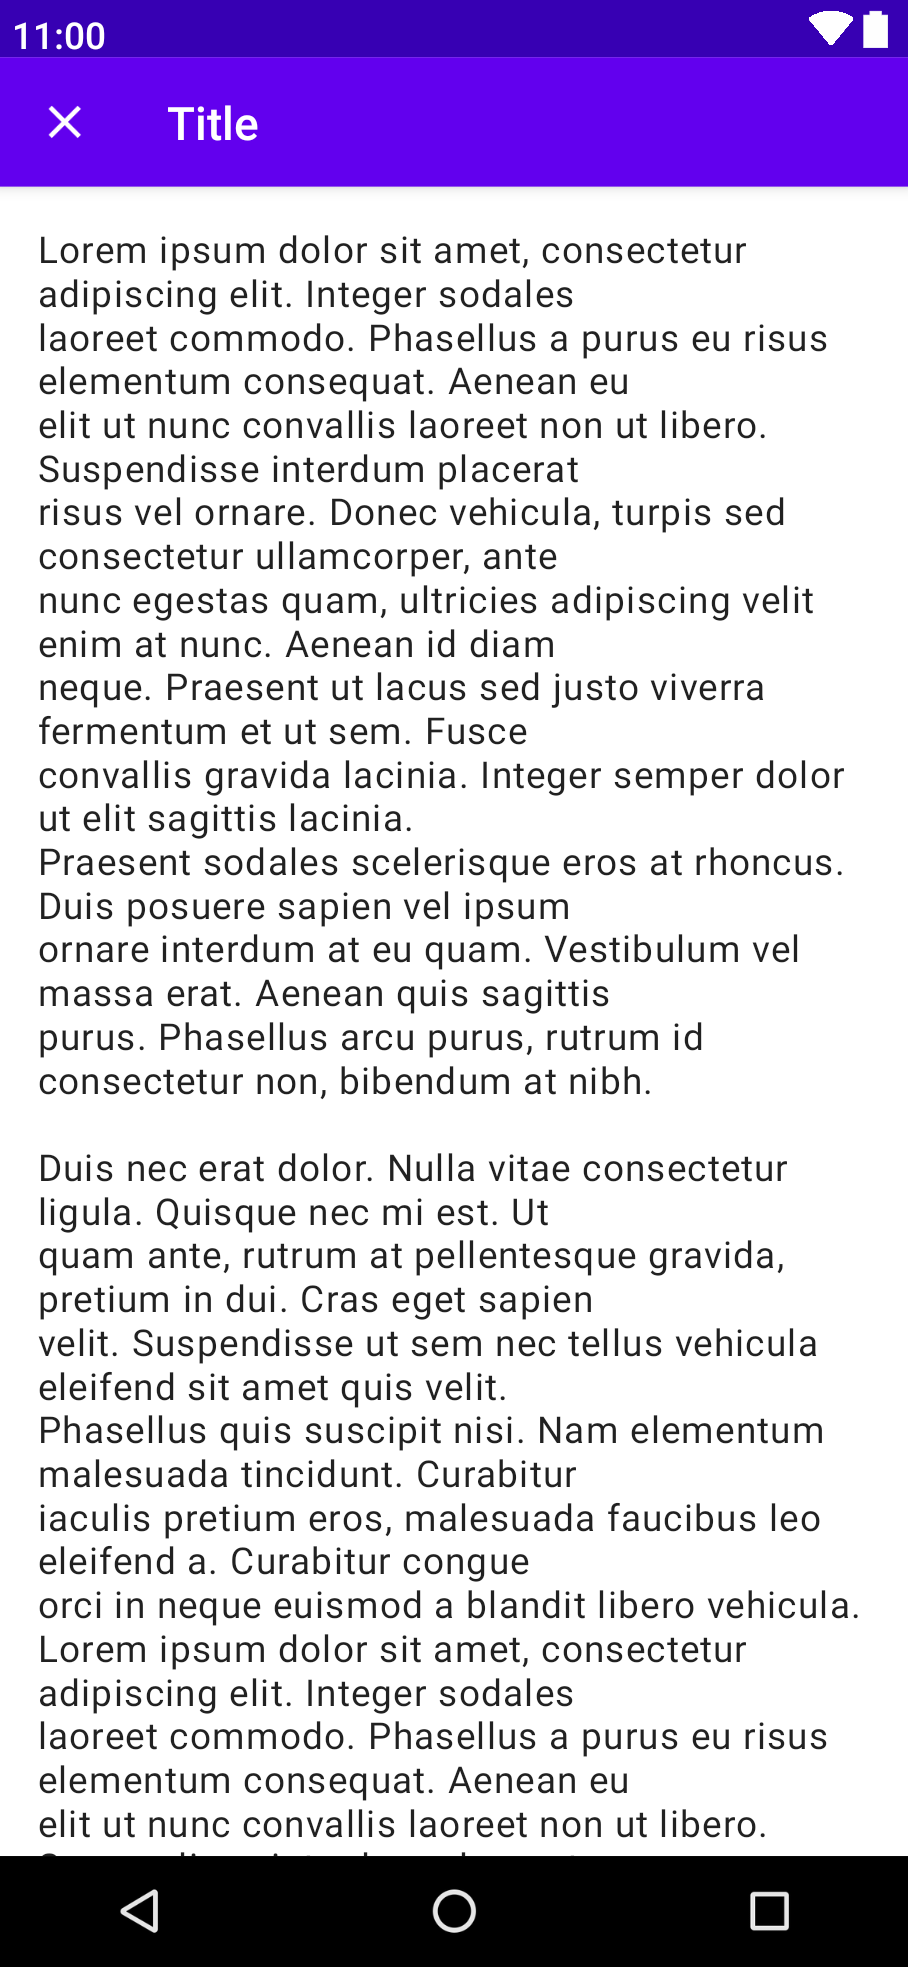 11:00
Title
Lorem ipsum dolor sit amet, consectetur
adipiscing elit. Integer sodales
laoreet commodo. Phasellus a purus eu risus
elementum consequat. Aenean eu
elit ut nunc convallis laoreet non ut libero.
Suspendisse interdum placerat
risus vel ornare. Donec vehicula, turpis sed
consectetur ullamcorper, ante
nunc egestas quam, ultricies adipiscing velit
enim at nunc. Aenean id diam
neque. Praesent ut lacus sed justo viverra
fermentum et ut sem. Fusce
convallis gravida lacinia. Integer semper dolor
ut elit sagittis lacinia.
Praesent sodales scelerisque eros at rhoncus.
Duis posuere sapien vel ipsum
ornare interdum at eu quam. Vestibulum vel
massa erat. Aenean quis sagittis
purus. Phasellus arcu purus, rutrum id
consectetur non, bibendum at nibh.
Duis nec erat dolor. Nulla vitae consectetur
ligula. Quisque nec mi est. Ut
quam ante, rutrum at pellentesque gravida,
pretium in dui. Cras eget sapien
velit. Suspendisse ut sem nec tellus vehicula
eleifend sit amet quis velit.
Phasellus quis suscipit nisi. Nam elementum
malesuada tincidunt. Curabitur
iaculis pretium eros, malesuada faucibus leo
eleifend a. Curabitur congue
orci in neque euismod a blandit libero vehicula.
Lorem ipsum dolor sit amet, consectetur
adipiscing elit. Integer sodales
laoreet commodo. Phasellus a purus eu risus
elementum consequat. Aenean eu
elit ut nunc convallis laoreet non ut libero.